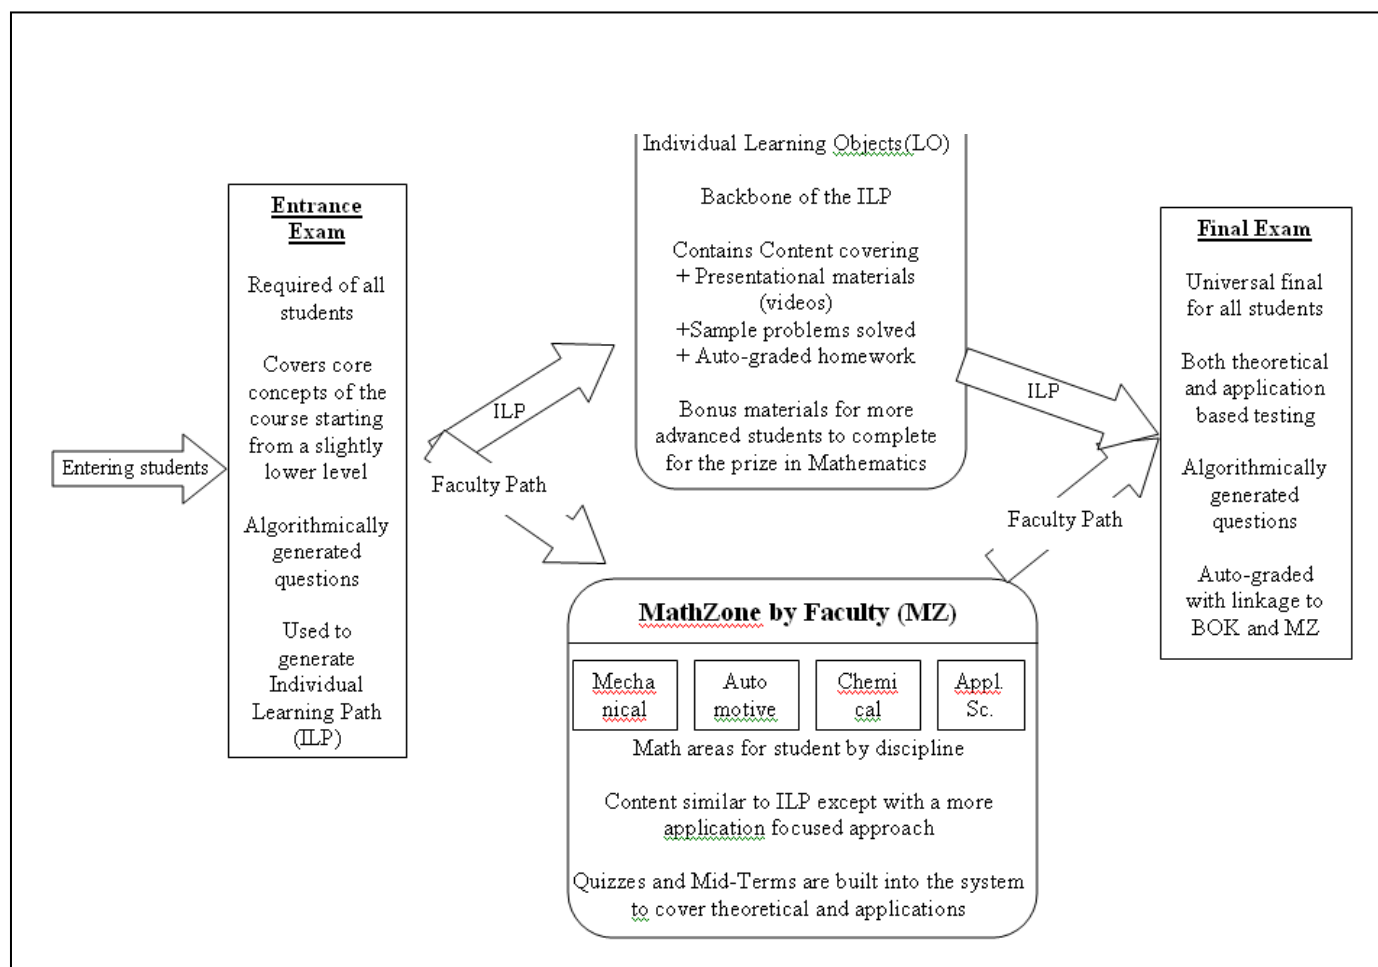 Entering students
Entrance
Exam
Required of all
students
Covers core
concepts of the
course starting
from a slightly
lower level
Algorithmically
generated
questions
Used to
generate
Individual
Learning Path
(ILP)
ILP
Faculty Path
Individual Learning Objects(LO)
Backbone of the ILP
Contains Content covering
+ Presentational materials
(videos)
+Sample problems solved
+ Auto-graded homework
Bonus materials for more
advanced students to complete
for the prize in Mathematics
MathZone by Faculty (MZ)
Mecha
nical
Auto
motive
Chemi
cal
Appl.
Sc.
Math areas for student by discipline
Content similar to ILP except with a more
application focused approach
Quizzes and Mid-Terms are built into the system
to cover theoretical and applications
ILP
Faculty Path
Final Exam
Universal final
for all students
Both theoretical
and application
based testing
Algorithmically
generated
questions
Auto-graded
with linkage to
BOK and MZ